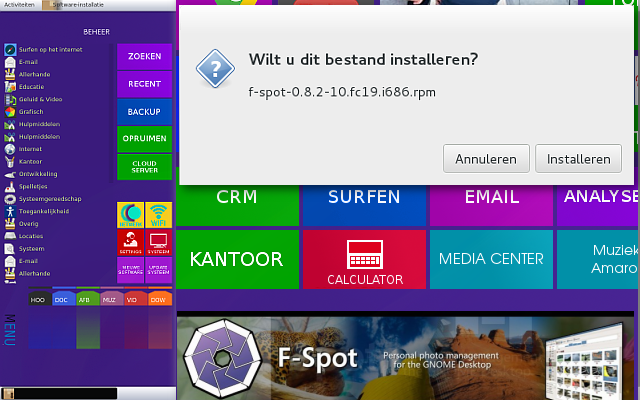 Activiteiten
Software-installatie
BEHEER
Surfen op het internet
E-mail
Allerhande
Educatie
Geluid & Video
Grafisch
Hulpmiddelen
Hulpmiddelen
Internet
Kantoor
Ontwikkeling
Spelletjes
Systeemgereedschap
Toegankelijkheid
Overig
Locaties
Systeem
E-mail
Allerhande
ZOEKEN
RECENT
BACKUP
OPRUIMEN
CLOUD
SERVER
WIFI
SETTINGS
SYSTEEM
NIEUWE
SOFTWARE
UPDATE
SYSTEEM
HOO
DOC
AFB
MUZ
VID
DOW
MENU
Wilt u dit bestand installeren?
f-spot-0.8.2-10.fc19.i686.rpm
Annuleren
Installeren
CRM
SURFEN
EMAIL
ANALYSE
KANTOOR
CALCULATOR
MEDIA CENTER
Muziek
Amaro
F-Spot
Personal photo management
for the GNOME Desktop